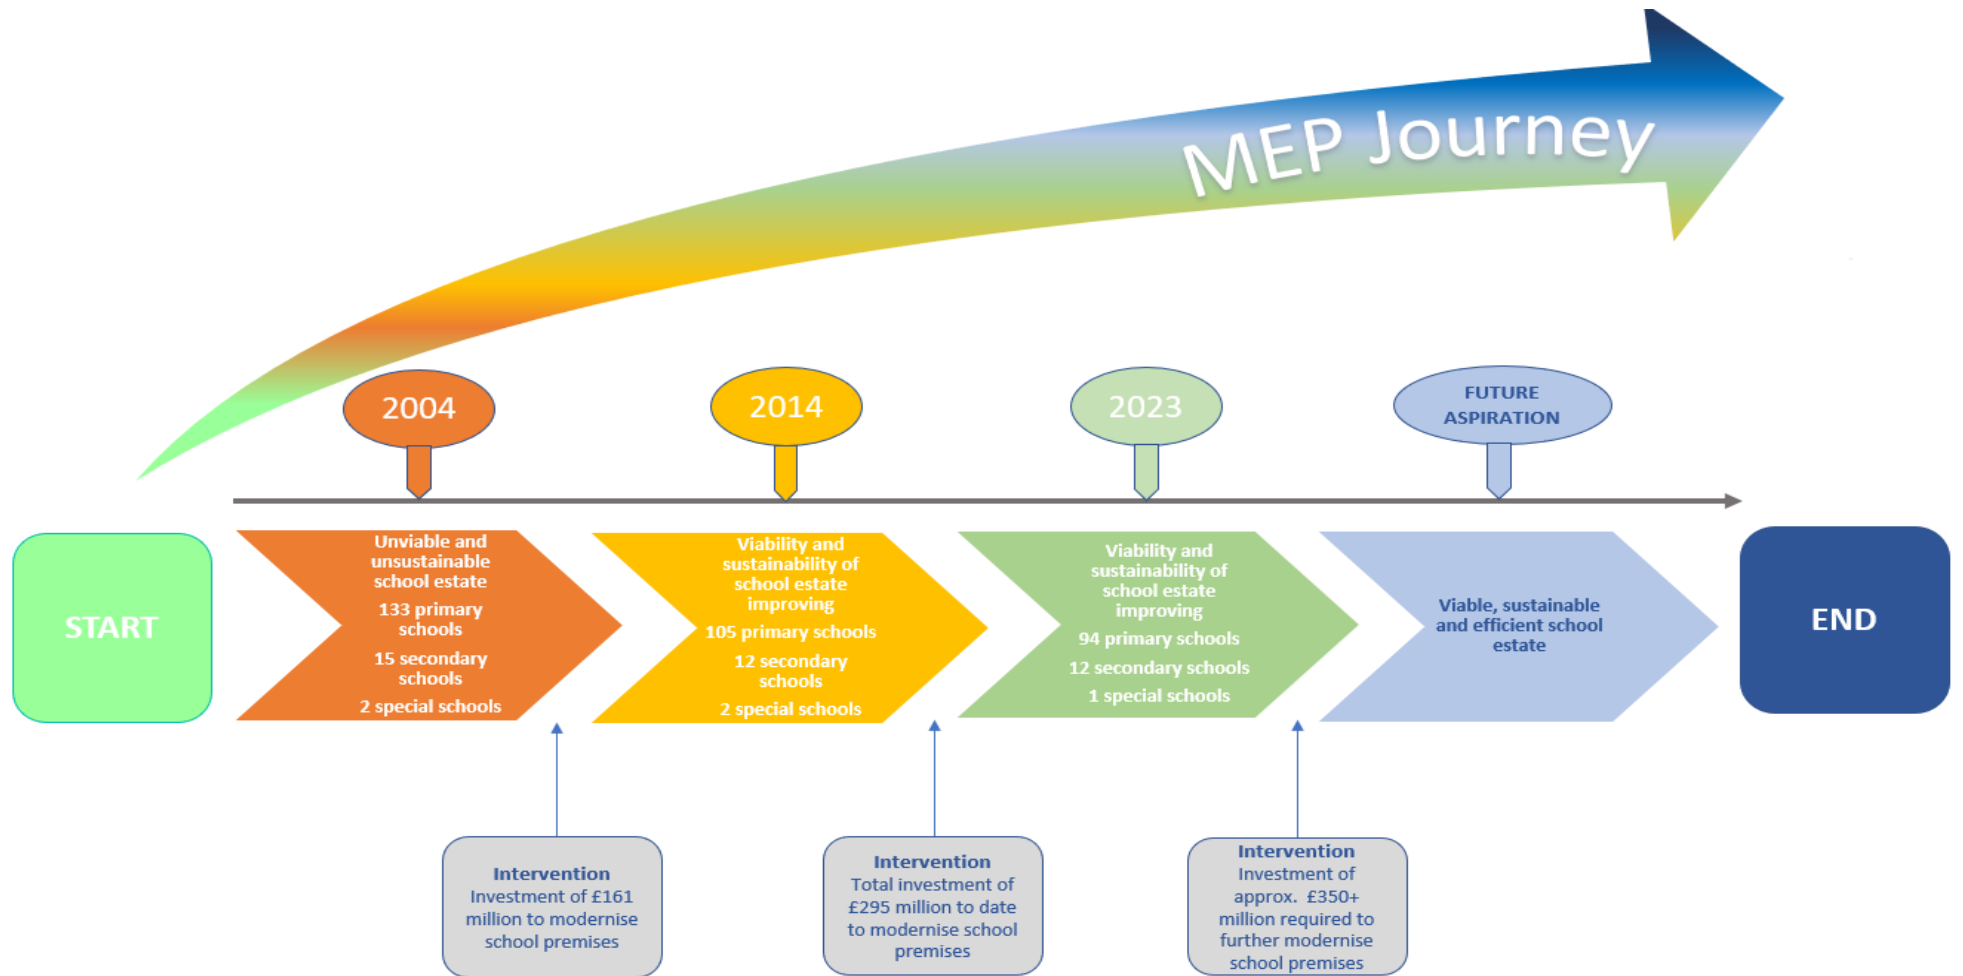 MEP Journey
2004
2014
2023
FUTURE
ASPIRATION
START
Unviable and
unsustainable
school estate
133 primary
schools
15 secondary
schools
2 special schools
Viability and
sustainability of
school estate
improving
105 primary schools
12 secondary
schools
2 special schools
Viability and
sustainability of
school estate
improving
94 primary schools
12 secondary schools
1 special schools
Viable, sustainable
and efficient school
estate
END
Intervention
Investment of £161
million to modernise
school premises
Intervention
Total investment of
£295 million to date
to modernise school
premises
Intervention
Investment of
approx. £350+
million required to
further modernise
school premises